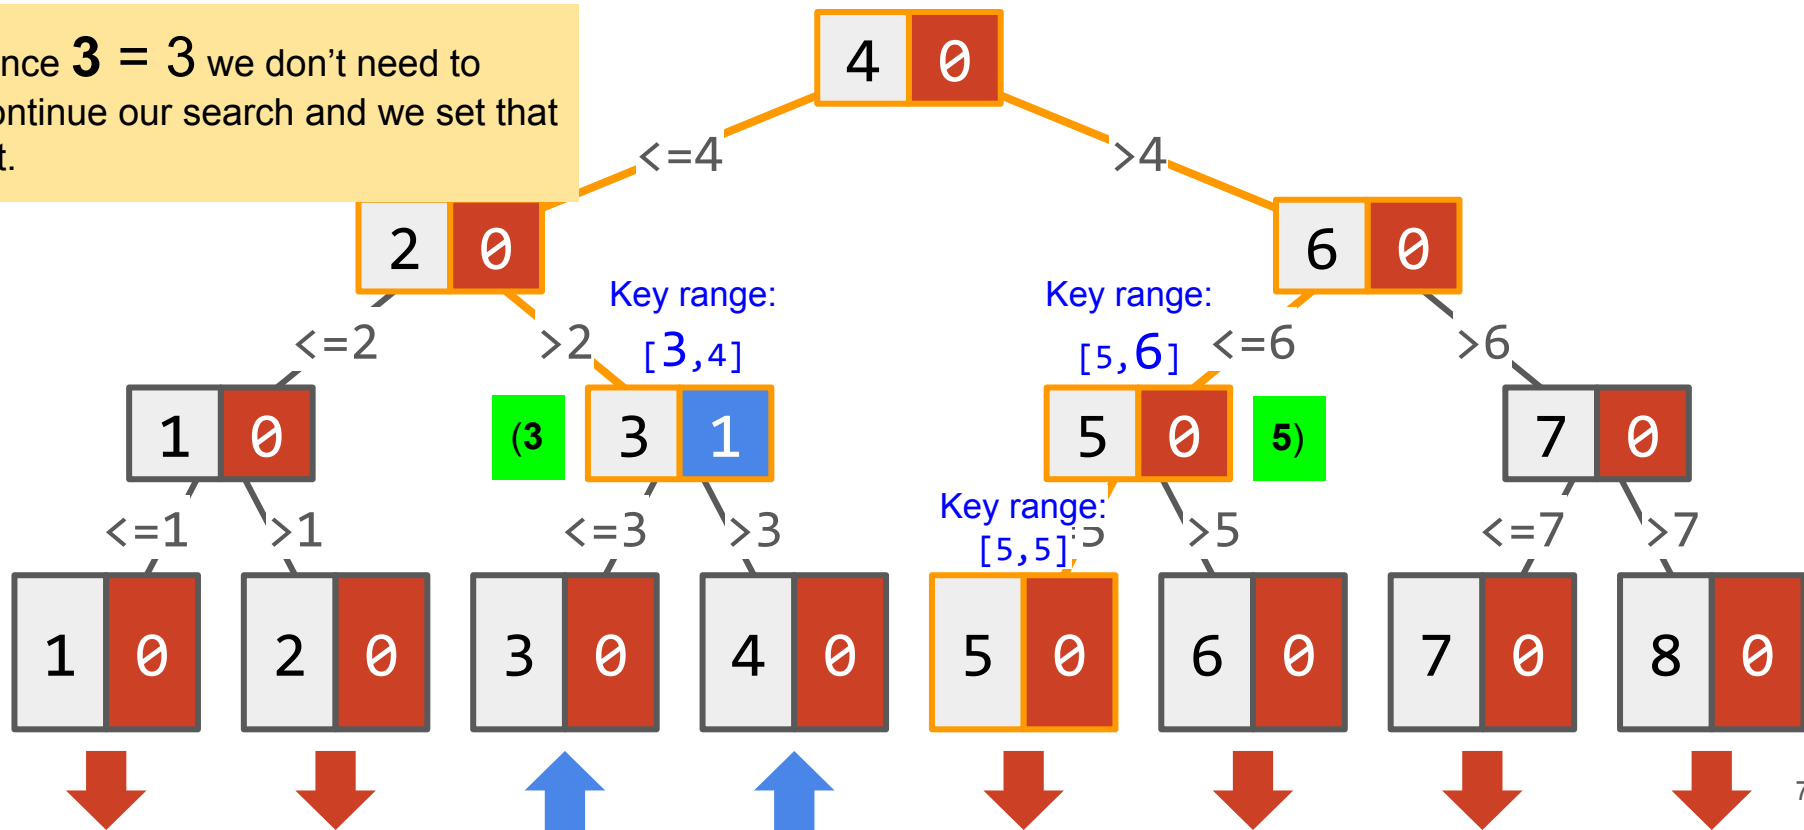 nce 3 = 3 we don't need to
ontinue our search and we set that
t.
4 0
<=4 >4
2 0 6 0
Key range: Key range:
<=2 >2 [3,4] [5,6] <=6 >6
1 0 (3 3 1 5 0 5) 7 0
Key range:
<=1 >1 <=3 >3 [5,5] 5 >5 <=7 >7
1 0 2 0 3 0 4 0 5 0 6 0 7 0 8 0
7